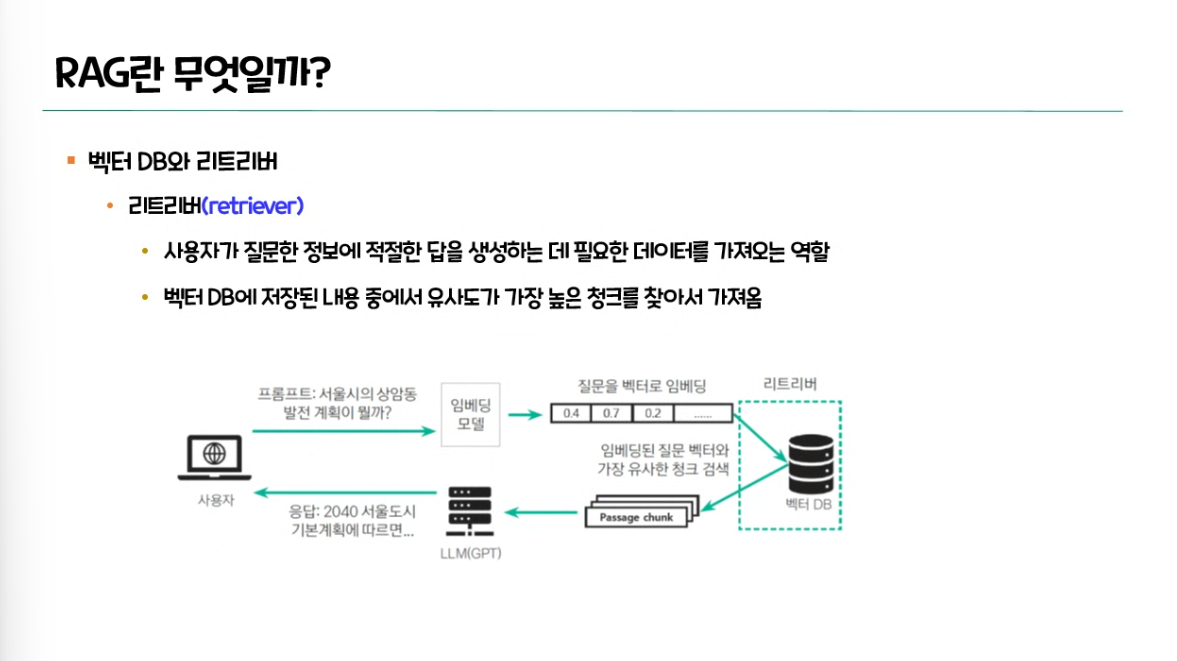 RAG란 무엇일까?
벡터 DB와 리트리버
리트리버(retriever)
사용자가 질문한 정보에 적절한 답을 생성하는 데 필요한 데이터를 가져오는 역할
벡터 DB에 저장된 내용 중에서 유사도가 가장 높은 청크를 찾아서 가져옴
프롬프트: 서울시의 상암동
발전 계획이 뭘까?
임베딩
모델
질문을 벡터로 임베딩
0.4 0.7 0.2 ......
리트리버
임베딩된 질문 벡터와
가장 유사한 청크 검색
벡터 DB
Passage chunk
LLM(GPT)
응답: 2040 서울도시
기본계획에 따르면...
사용자